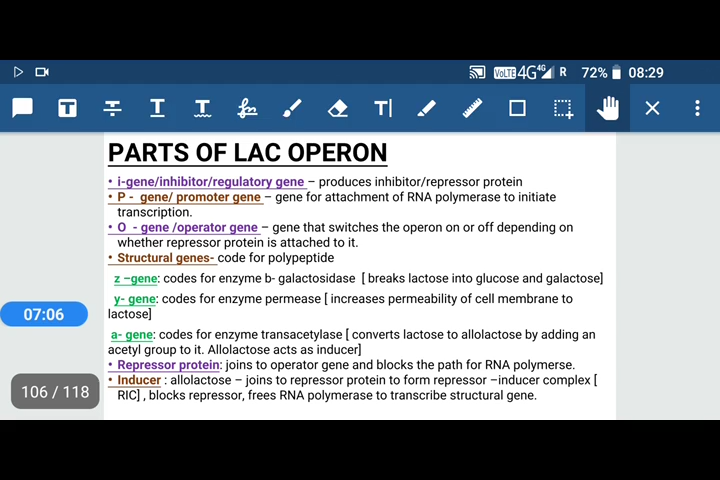 VoLTE 4G 4G R 72% 08:29
PARTS OF LAC OPERON
• i-gene/inhibitor/regulatory gene – produces inhibitor/repressor protein
• P - gene/ promoter gene – gene for attachment of RNA polymerase to initiate
transcription.
• O - gene /operator gene – gene that switches the operon on or off depending on
whether repressor protein is attached to it.
• Structural genes- code for polypeptide
z –gene: codes for enzyme b- galactosidase [ breaks lactose into glucose and galactose]
y- gene: codes for enzyme permease [ increases permeability of cell membrane to
lactose]
a- gene: codes for enzyme transacetylase [ converts lactose to allolactose by adding an
acetyl group to it. Allolactose acts as inducer]
• Repressor protein: joins to operator gene and blocks the path for RNA polymerse.
• Inducer : allolactose – joins to repressor protein to form repressor –inducer complex [
RIC] , blocks repressor, frees RNA polymerase to transcribe structural gene.
07:06
106 / 118